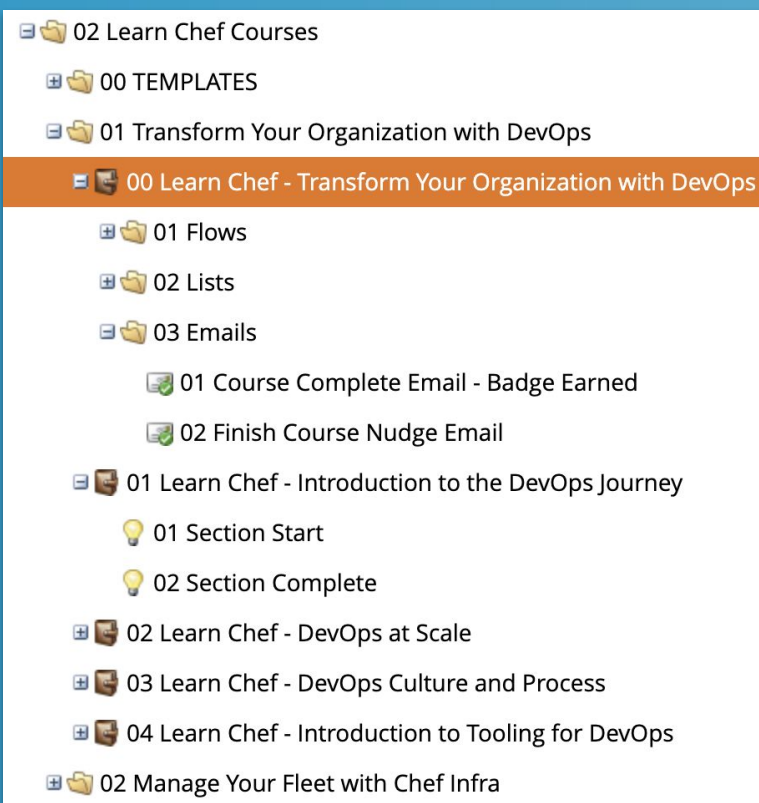 02 Learn Chef Courses
00 TEMPLATES
01 Transform Your Organization with DevOps
00 Learn Chef - Transform Your Organization with DevOps
01 Flows
02 Lists
03 Emails
01 Course Complete Email - Badge Earned
02 Finish Course Nudge Email
01 Learn Chef - Introduction to the DevOps Journey
01 Section Start
02 Section Complete
02 Learn Chef - DevOps at Scale
03 Learn Chef - DevOps Culture and Process
04 Learn Chef - Introduction to Tooling for DevOps
02 Manage Your Fleet with Chef Infra